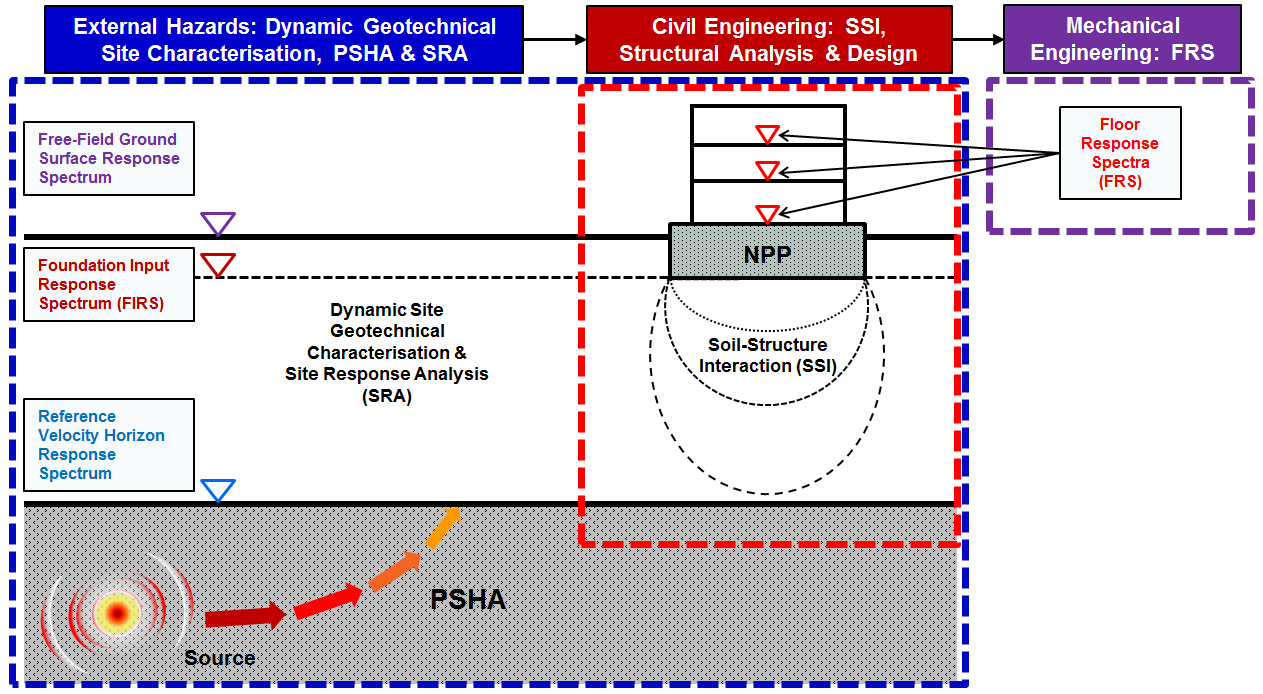 External Hazards: Dynamic Geotechnical
Site Characterisation, PSHA & SRA
Civil Engineering: SSI,
Structural Analysis & Design
Mechanical
Engineering: FRS
Free-Field Ground
Surface Response
Spectrum
Floor
Response
Spectra
(FRS)
NPP
Foundation Input
Response
Spectrum (FIRS)
Dynamic Site
Geotechnical
Characterisation &
Site Response Analysis
(SRA)
Soil-Structure
Interaction (SSI)
Reference
Velocity Horizon
Response
Spectrum
PSHA
Source